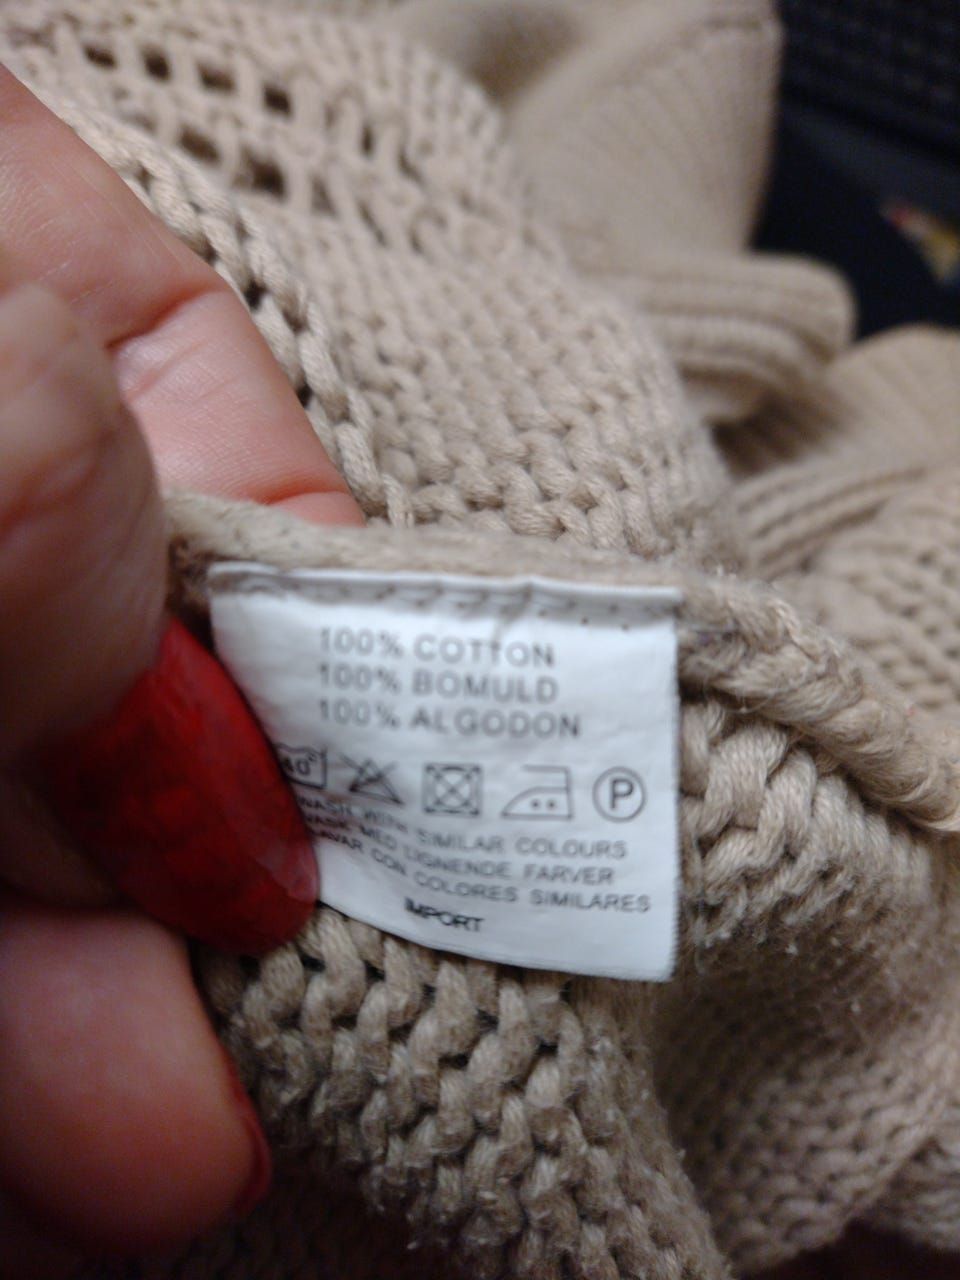 100% COTTON
100% BOMULD
100% ALGODON
40° P
WASH WITH SIMILAR COLOURS
VASK MED LIGNENDE FARVER
LAVAR CON COLORES SIMILARES
IMPORT